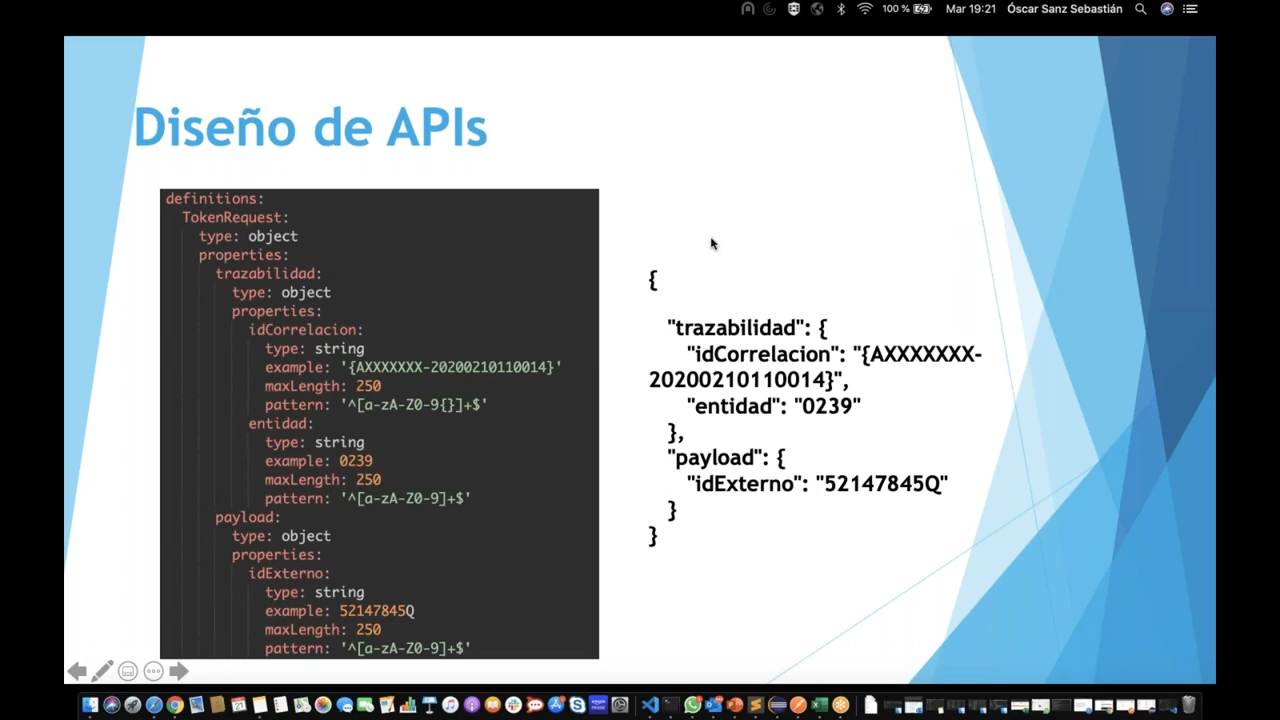 100 %
Mar 19:21
Óscar Sanz Sebastián
Diseño de APIs
definitions:
TokenRequest:
type: object
properties:
trazabilidad:
type: object
properties:
idCorrelacion:
type: string
example: '{AXXXXXXX-20200210110014}'
maxLength: 250
pattern: '^[a-zA-Z0-9{}]+$'
entidad:
type: string
example: 0239
maxLength: 250
pattern: '^[a-zA-Z0-9]+$'
payload:
type: object
properties:
idExterno:
type: string
example: 52147845Q
maxLength: 250
pattern: '^[a-zA-Z0-9]+$'
{
"trazabilidad": {
"idCorrelacion": "{AXXXXXXX-
20200210110014}",
"entidad": "0239"
},
"payload": {
"idExterno": "52147845Q"
}
}